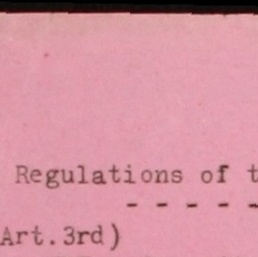 Regulations of t
- - - - -
Art.3rd)